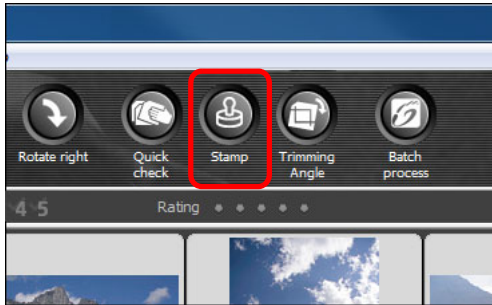 Rotate right
Quick
check
Stamp
Trimming
Angle
Batch
process
4 5
Rating